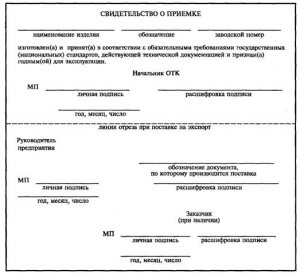 СВИДЕТЕЛЬСТВО О ПРИЕМКЕ
наименование изделия обозначение заводской номер
изготовлен(а) и принят(а) в соответствии с обязательными требованиями государственных
(национальных) стандартов, действующей технической документацией и признан(а)
годным(ой) для эксплуатации.
Начальник ОТК
МП
личная подпись расшифровка подписи
год, месяц, число
линия отреза при поставке на экспорт
Руководитель
предприятия
обозначение документа,
по которому производится поставка
МП
личная подпись расшифровка подписи
год, месяц, число
Заказчик
(при наличии)
МП
личная подпись расшифровка подписи
год, месяц, число